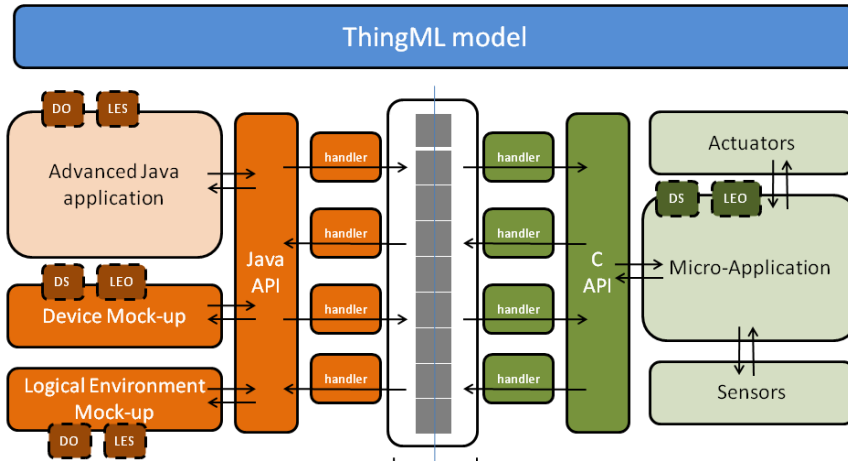 ThingML model
DO
LES
Advanced Java
application
DS
LEO
Device Mock-up
Logical Environment
Mock-up
DO
LES
Java
API
handler
handler
handler
handler
handler
handler
handler
handler
C
API
Actuators
DS
LEO
Micro-Application
Sensors